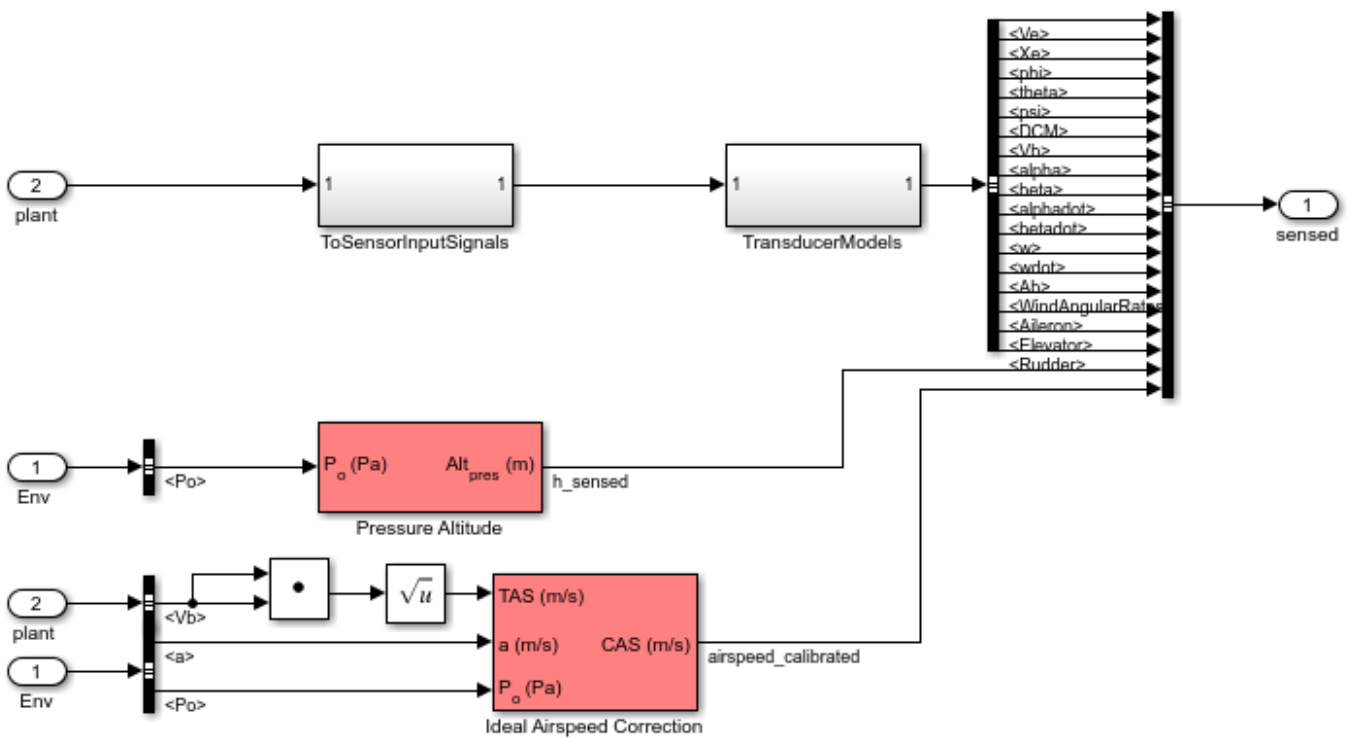 <Ve>
<Xe>
<phi>
<theta>
<psi>
<DCM>
<Vb>
<alpha>
<beta>
<alphadot>
<betadot>
<w>
<wdot>
<Ab>
<WindAngularRates
<Aileron>
<Elevator>
<Rudder>
2
plant
1 1
ToSensorInputSignals
1 1
TransducerModels
1
sensed
1
Env
<Po>
Po (Pa) Altpres (m)
Pressure Altitude
h_sensed
2
plant
1
Env
<Vb>
<a>
<Po>
√u
TAS (m/s)
a (m/s) CAS (m/s)
Po (Pa)
Ideal Airspeed Correction
airspeed_calibrated